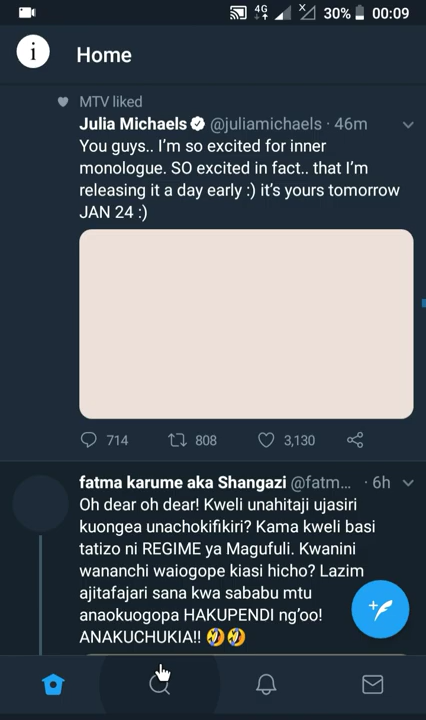 4G X 30% 00:09
i Home
MTV liked
Julia Michaels @juliamichaels · 46m
You guys.. I'm so excited for inner
monologue. SO excited in fact.. that I'm
releasing it a day early :) it's yours tomorrow
JAN 24 :)
714 808 3,130
fatma karume aka Shangazi @fatm... · 6h
Oh dear oh dear! Kweli unahitaji ujasiri
kuongea unachokifikiri? Kama kweli basi
tatizo ni REGIME ya Magufuli. Kwanini
wananchi waiogope kiasi hicho? Lazim
ajitafajari sana kwa sababu mtu
anaokuogopa HAKUPENDI ng'oo!
ANAKUCHUKIA!! 🤣🤣